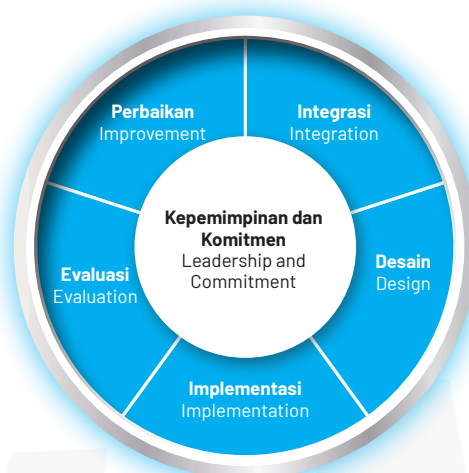 Perbaikan
Improvement
Integrasi
Integration
Kepemimpinan dan
Komitmen
Leadership and
Commitment
Evaluasi
Evaluation
Desain
Design
Implementasi
Implementation